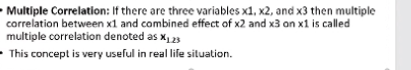 • Multiple Correlation: If there are three variables x1, x2, and x3 then multiple
correlation between x1 and combined effect of x2 and x3 on x1 is called
multiple correlation denoted as x₁.₂₃
• This concept is very useful in real life situation.